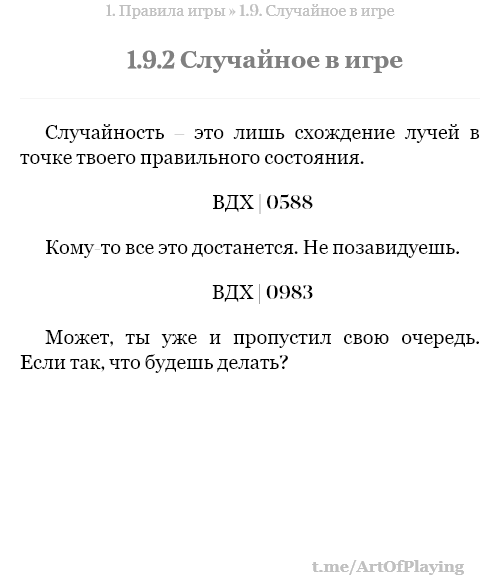 1. Правила игры » 1.9. Случайное в игре
1.9.2 Случайное в игре
Случайность – это лишь схождение лучей в
точке твоего правильного состояния.
ВДХ | 0588
Кому-то все это достанется. Не позавидуешь.
ВДХ | 0983
Может, ты уже и пропустил свою очередь.
Если так, что будешь делать?
t.me/ArtOfPlaying